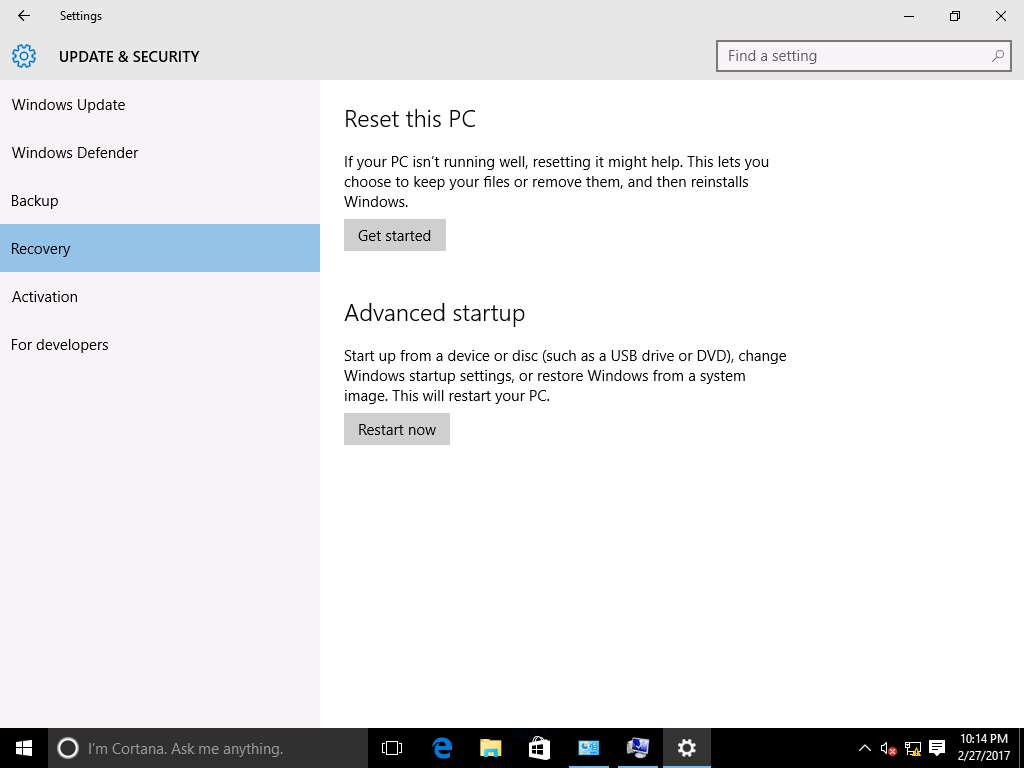 Settings
UPDATE & SECURITY
Find a setting
Windows Update
Windows Defender
Backup
Recovery
Activation
For developers
Reset this PC
If your PC isn't running well, resetting it might help. This lets you
choose to keep your files or remove them, and then reinstalls
Windows.
Get started
Advanced startup
Start up from a device or disc (such as a USB drive or DVD), change
Windows startup settings, or restore Windows from a system
image. This will restart your PC.
Restart now
I'm Cortana. Ask me anything.
10:14 PM
2/27/2017